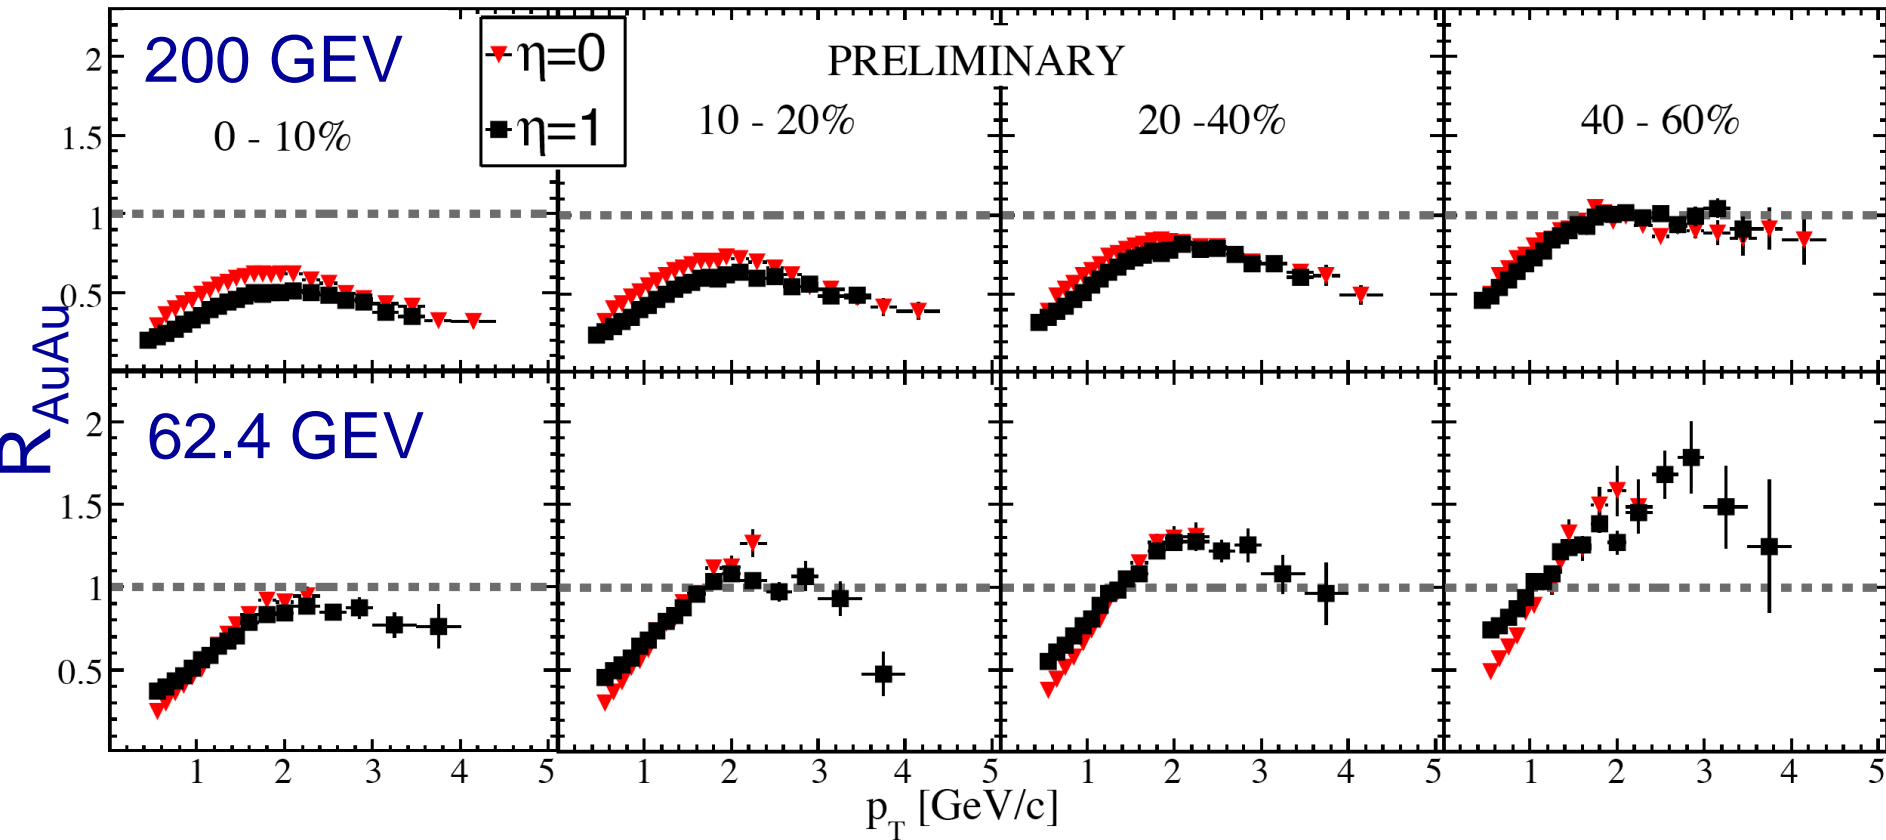 200 GEV
η=0
η=1
PRELIMINARY
0 - 10%
10 - 20%
20 -40%
40 - 60%
2
1.5
1
0.5
R AuAu
62.4 GEV
2
1.5
1
0.5
1 2 3 4 5 1 2 3 4 5 1 2 3 4 5 1 2 3 4 5
p_T [GeV/c]